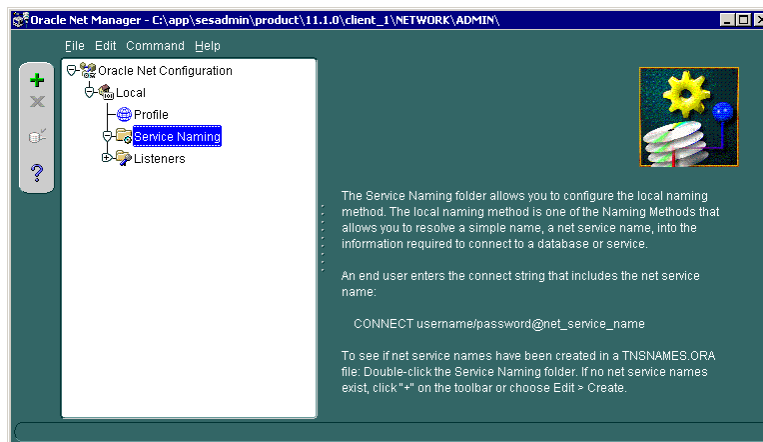 Oracle Net Manager - C:\app\sesadmin\product\11.1.0\client_1\NETWORK\ADMIN\
File Edit Command Help
Oracle Net Configuration
Local
Profile
Service Naming
Listeners
The Service Naming folder allows you to configure the local naming
method. The local naming method is one of the Naming Methods that
allows you to resolve a simple name, a net service name, into the
information required to connect to a database or service.
An end user enters the connect string that includes the net service
name:
CONNECT username/password@net_service_name
To see if net service names have been created in a TNSNAMES.ORA
file: Double-click the Service Naming folder. If no net service names
exist, click "+" on the toolbar or choose Edit > Create.